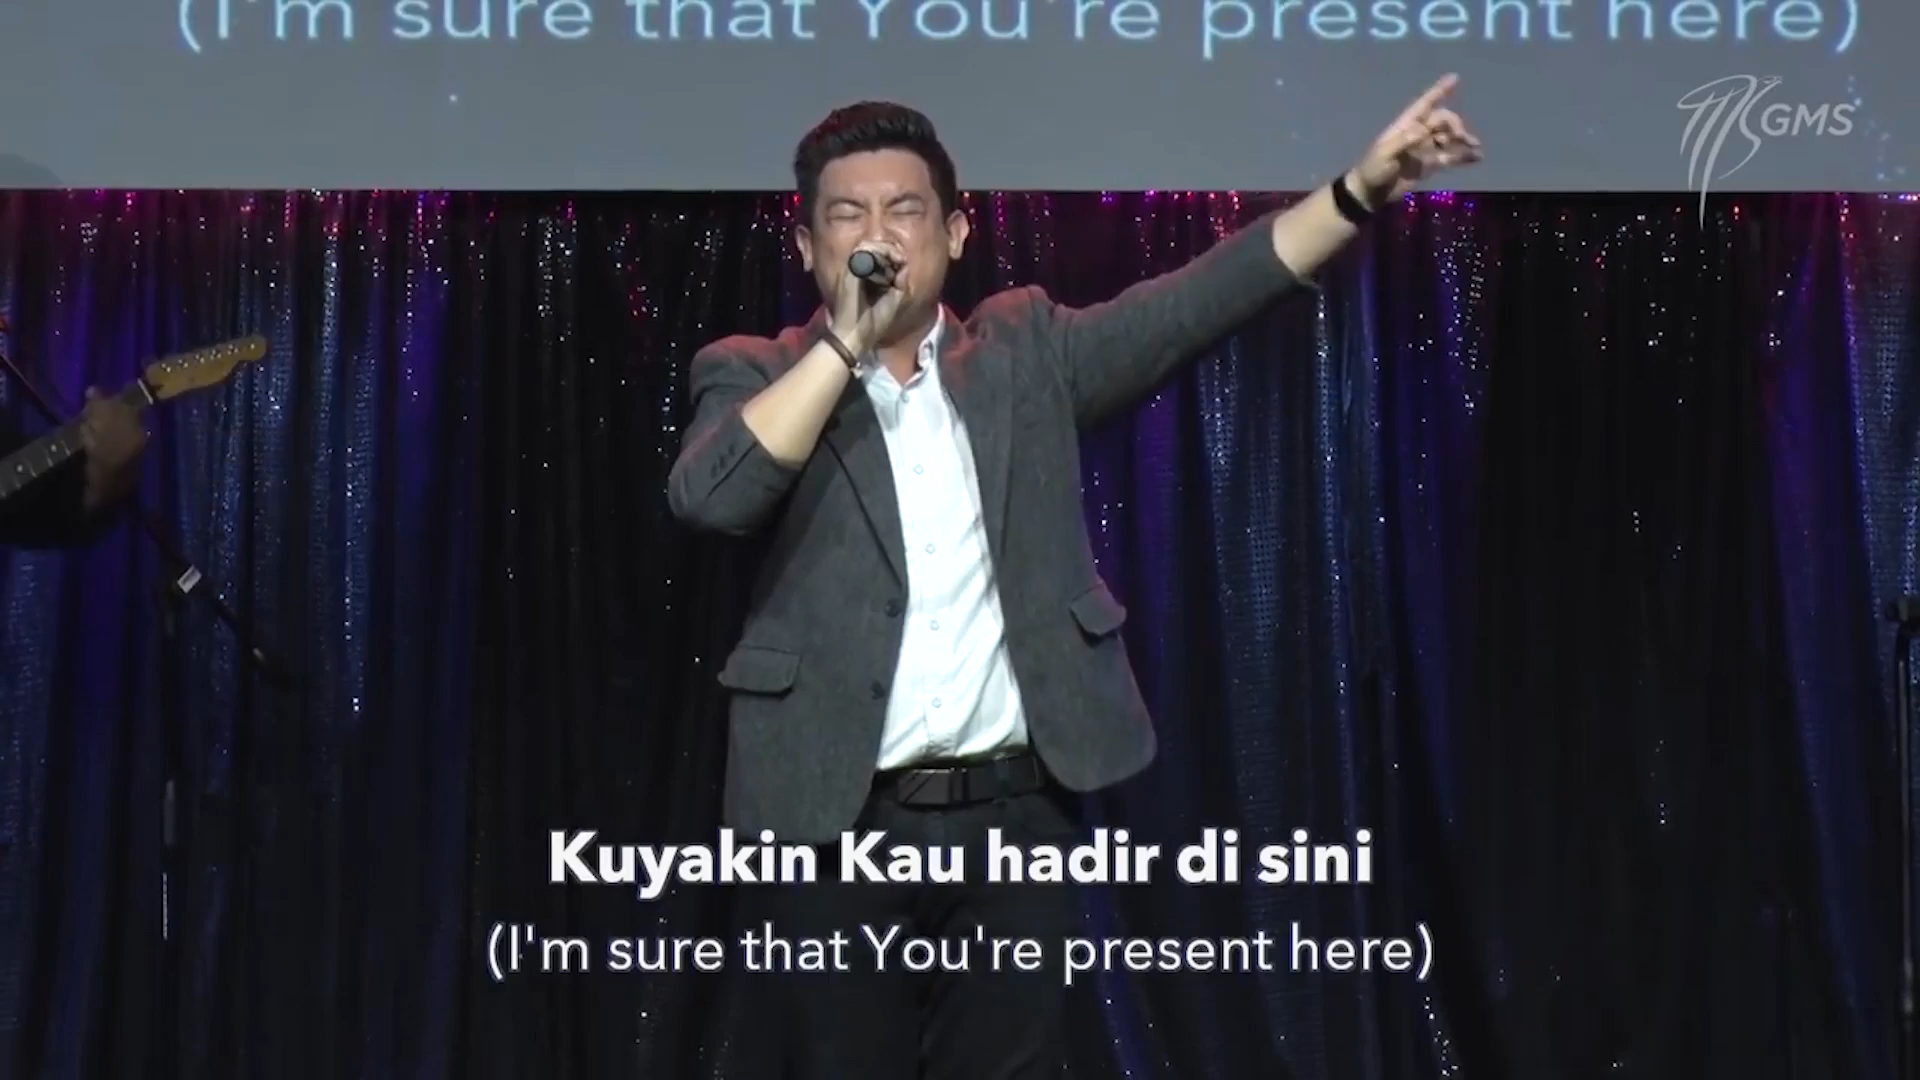 (I'm sure that You're present here)
GMS
Kuyakin Kau hadir di sini
(I'm sure that You're present here)